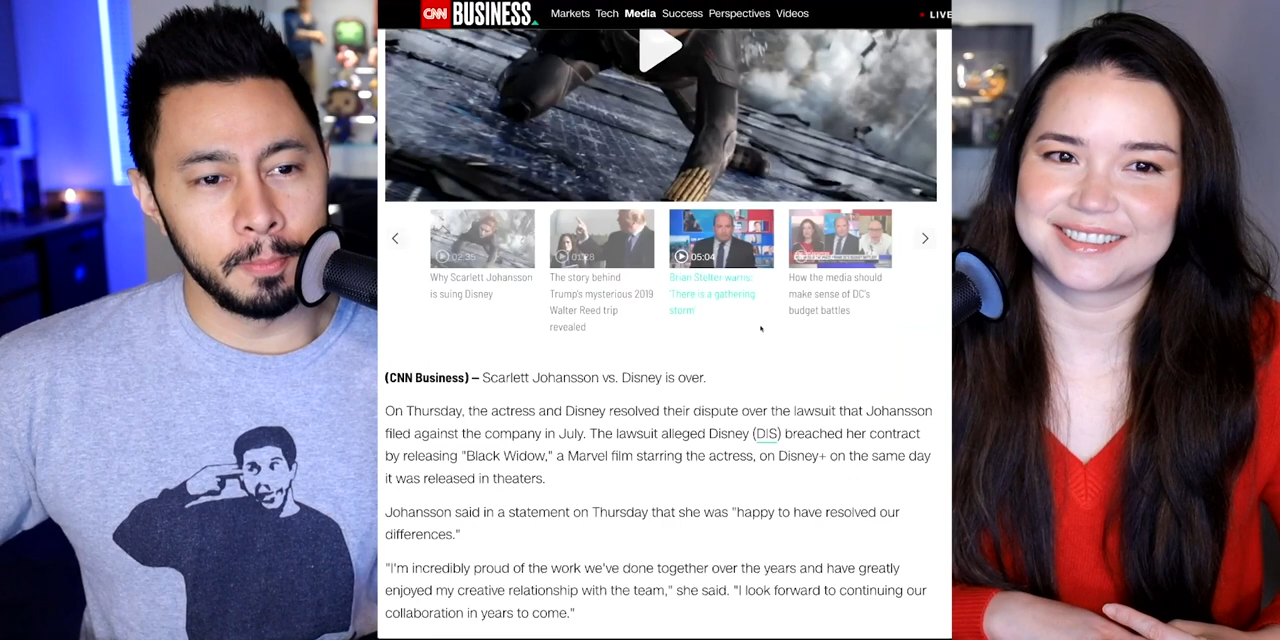 CNN BUSINESS Markets Tech Media Success Perspectives Videos LIVE
02:35
01:28
05:04
Why Scarlett Johansson
is suing Disney
The story behind
Trump's mysterious 2019
Walter Reed trip
revealed
Brian Stelter warns:
'There is a gathering
storm'
How the media should
make sense of DC's
budget battles
(CNN Business) – Scarlett Johansson vs. Disney is over.
On Thursday, the actress and Disney resolved their dispute over the lawsuit that Johansson
filed against the company in July. The lawsuit alleged Disney (DIS) breached her contract
by releasing "Black Widow," a Marvel film starring the actress, on Disney+ on the same day
it was released in theaters.
Johansson said in a statement on Thursday that she was "happy to have resolved our
differences."
"I'm incredibly proud of the work we've done together over the years and have greatly
enjoyed my creative relationship with the team," she said. "I look forward to continuing our
collaboration in years to come."